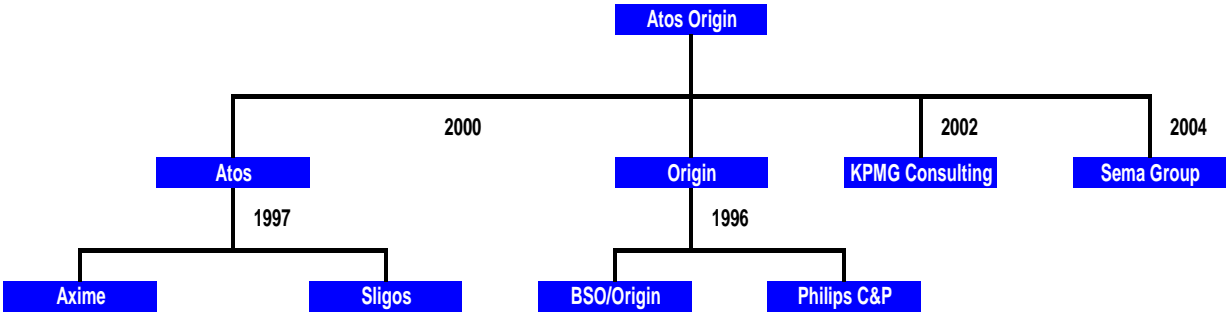 Atos Origin
2000
2002
2004
Atos
Origin
KPMG Consulting
Sema Group
1997
1996
Axime
Sligos
BSO/Origin
Philips C&P